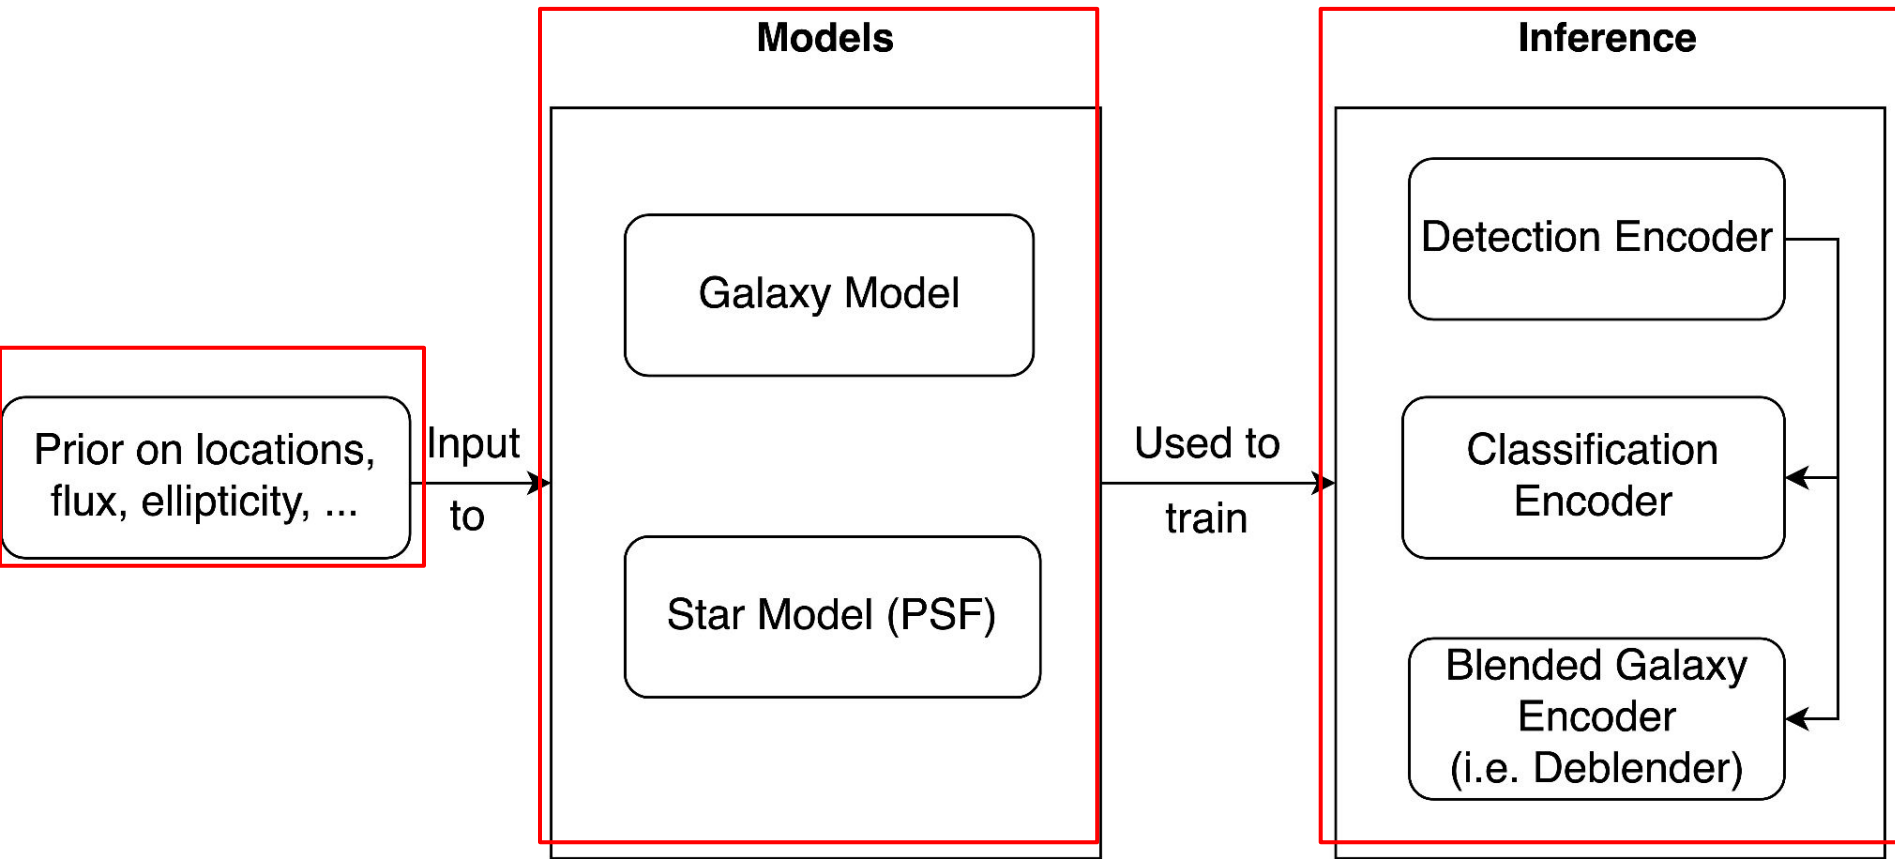 Models
Inference
Prior on locations,
flux, ellipticity, ...
Input
to
Galaxy Model
Star Model (PSF)
Used to
train
Detection Encoder
Classification
Encoder
Blended Galaxy
Encoder
(i.e. Deblender)